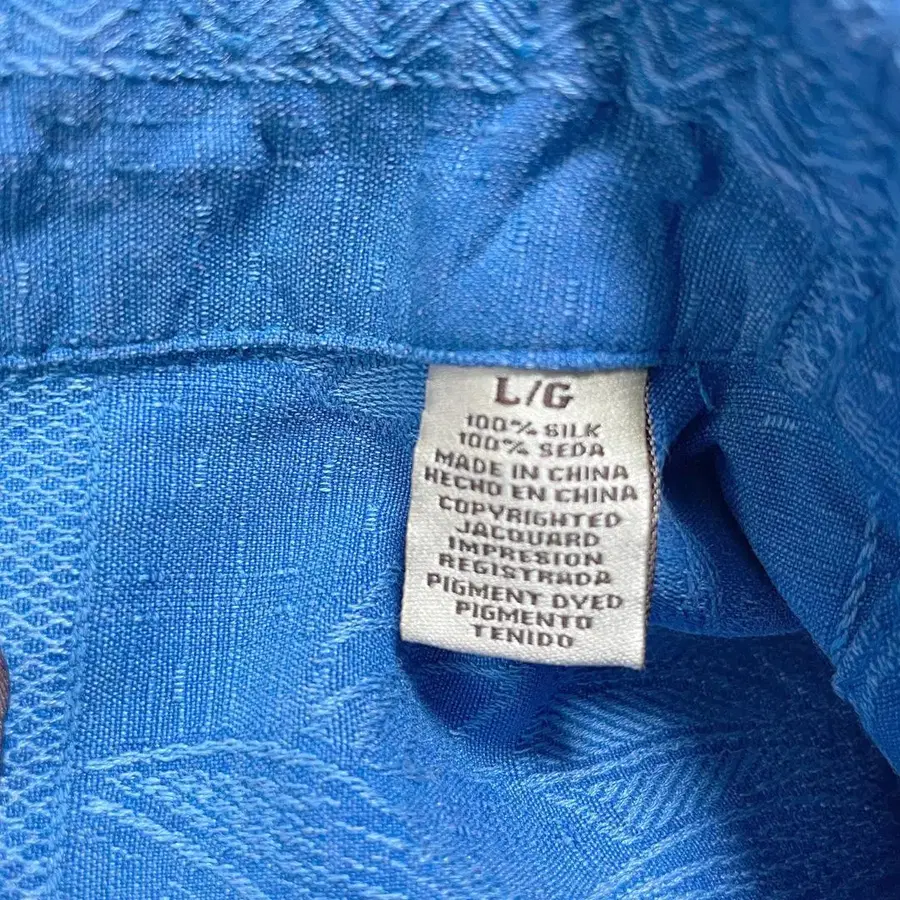 L/G
100% SILK
100% SEDA
MADE IN CHINA
HECHO EN CHINA
COPYRIGHTED
JACQUARD
IMPRESION
REGISTRADA
PIGMENT DYED
PIGMENTO
TENIDO